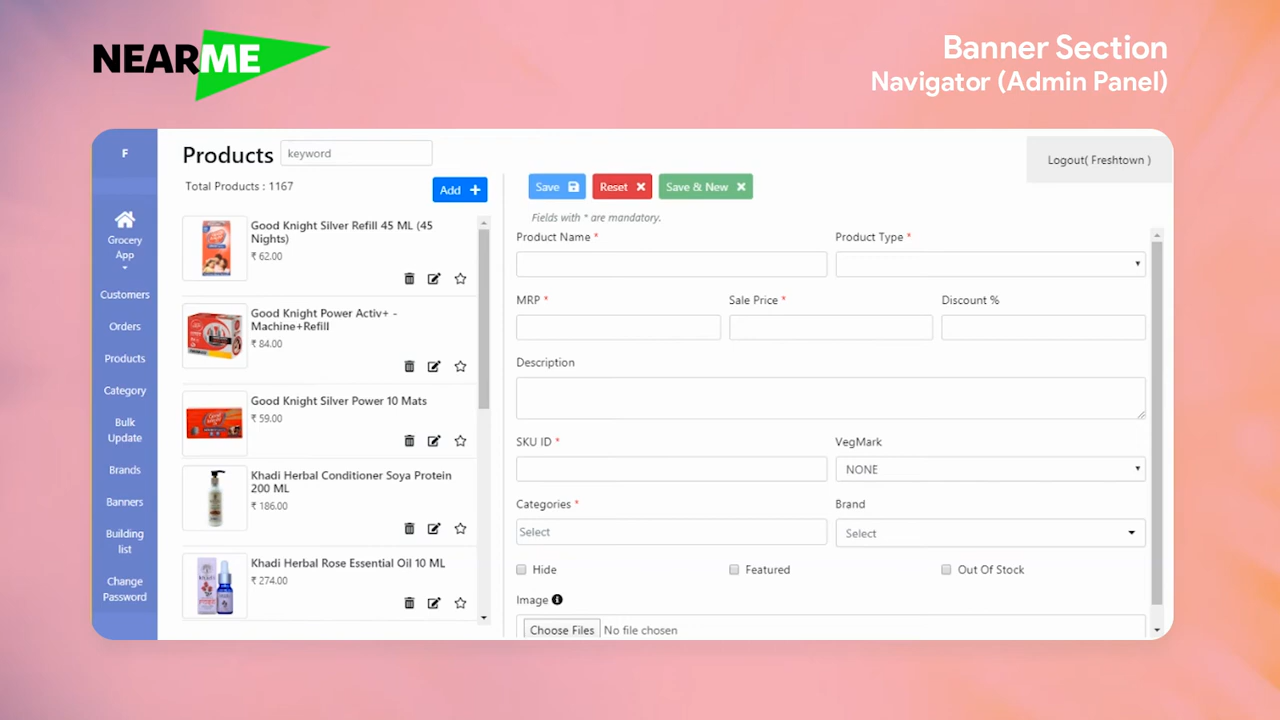 NEARME
Banner Section
Navigator (Admin Panel)
F
Grocery
App
Customers
Orders
Products
Category
Bulk
Update
Brands
Banners
Building
list
Change
Password
Products
keyword
Total Products : 1167
Add +
Good Knight Silver Refill 45 ML (45
Nights)
₹ 62.00
Good Knight Power Activ+ -
Machine+Refill
₹ 84.00
Good Knight Silver Power 10 Mats
₹ 59.00
Khadi Herbal Conditioner Soya Protein
200 ML
₹ 186.00
Khadi Herbal Rose Essential Oil 10 ML
₹ 274.00
Logout( Freshtown )
Save
Reset
Save & New
Fields with * are mandatory.
Product Name *
Product Type *
MRP *
Sale Price *
Discount %
Description
SKU ID *
VegMark
NONE
Categories *
Brand
Select
Select
Hide
Featured
Out Of Stock
Image
Choose Files No file chosen